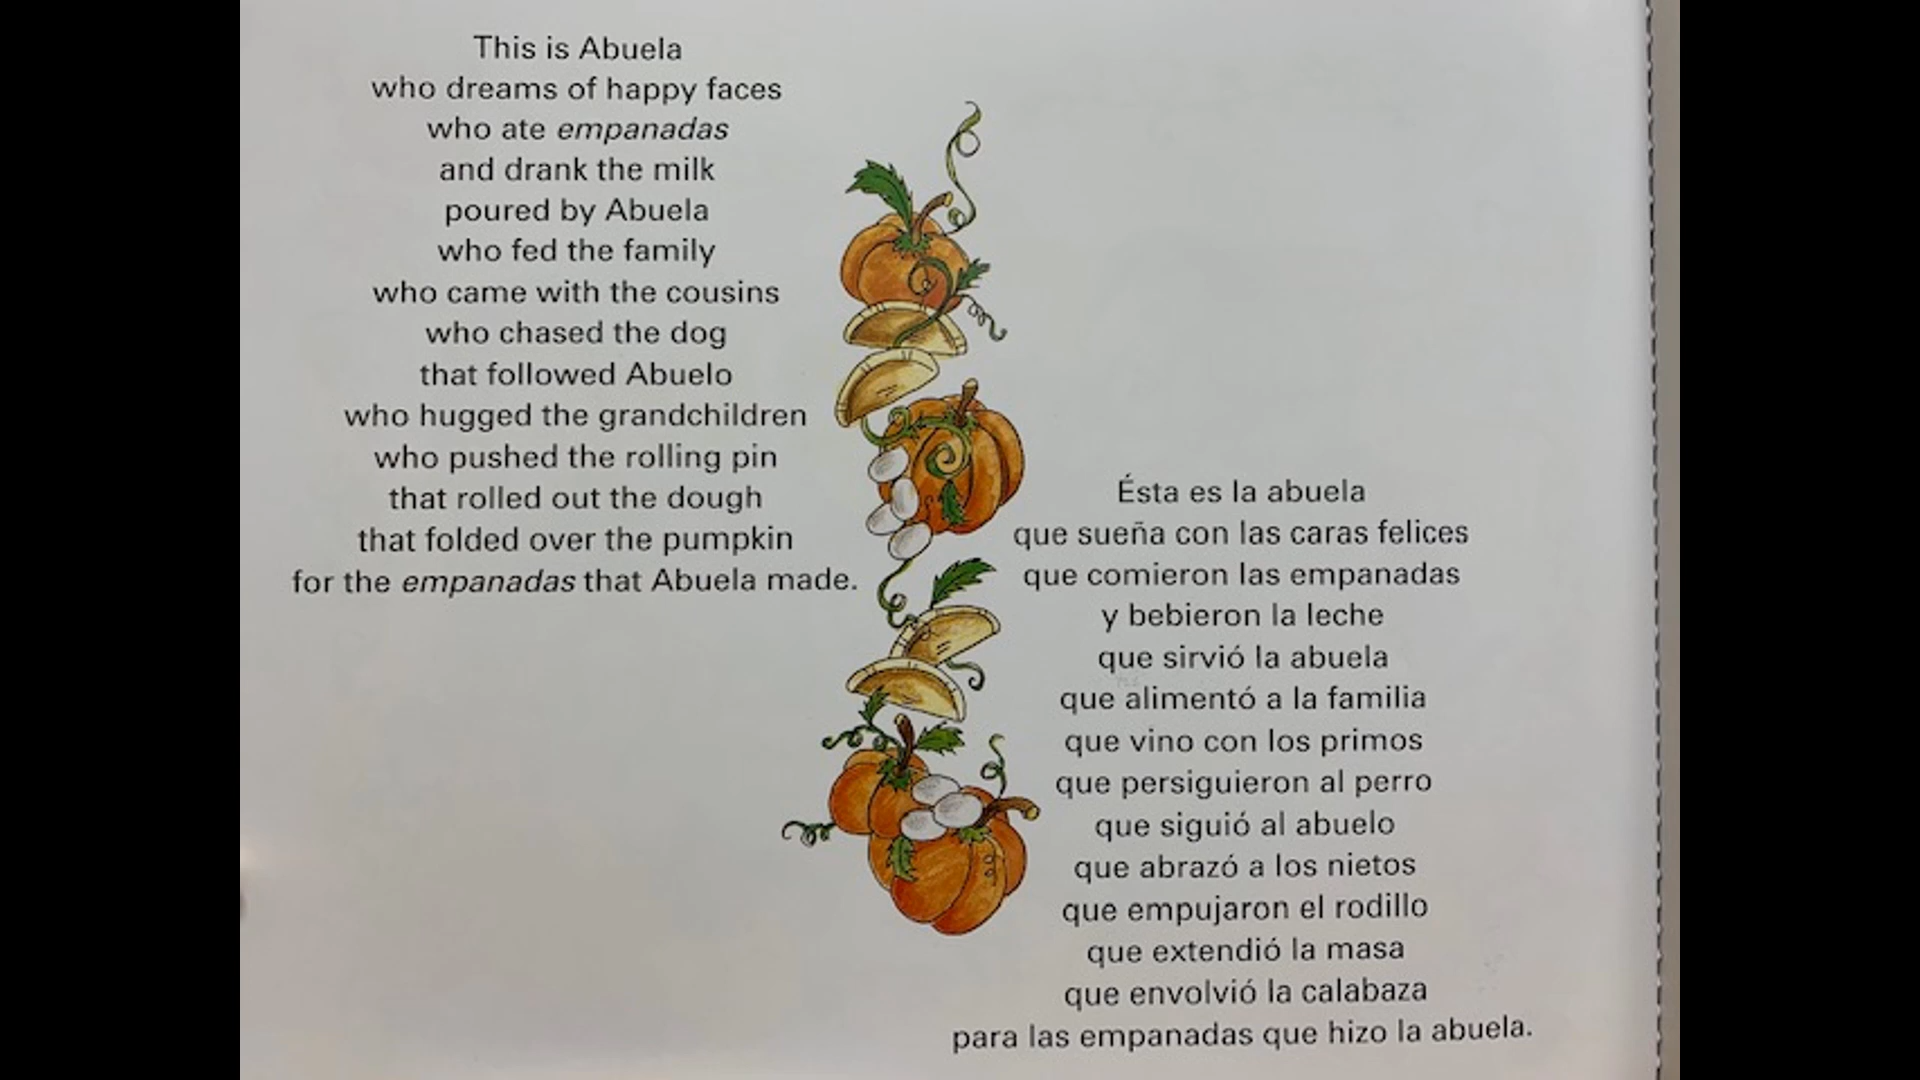 This is Abuela
who dreams of happy faces
who ate empanadas
and drank the milk
poured by Abuela
who fed the family
who came with the cousins
who chased the dog
that followed Abuelo
who hugged the grandchildren
who pushed the rolling pin
that rolled out the dough
that folded over the pumpkin
for the empanadas that Abuela made.
Ésta es la abuela
que sueña con las caras felices
que comieron las empanadas
y bebieron la leche
que sirvió la abuela
que alimentó a la familia
que vino con los primos
que persiguieron al perro
que siguió al abuelo
que abrazó a los nietos
que empujaron el rodillo
que extendió la masa
que envolvió la calabaza
para las empanadas que hizo la abuela.